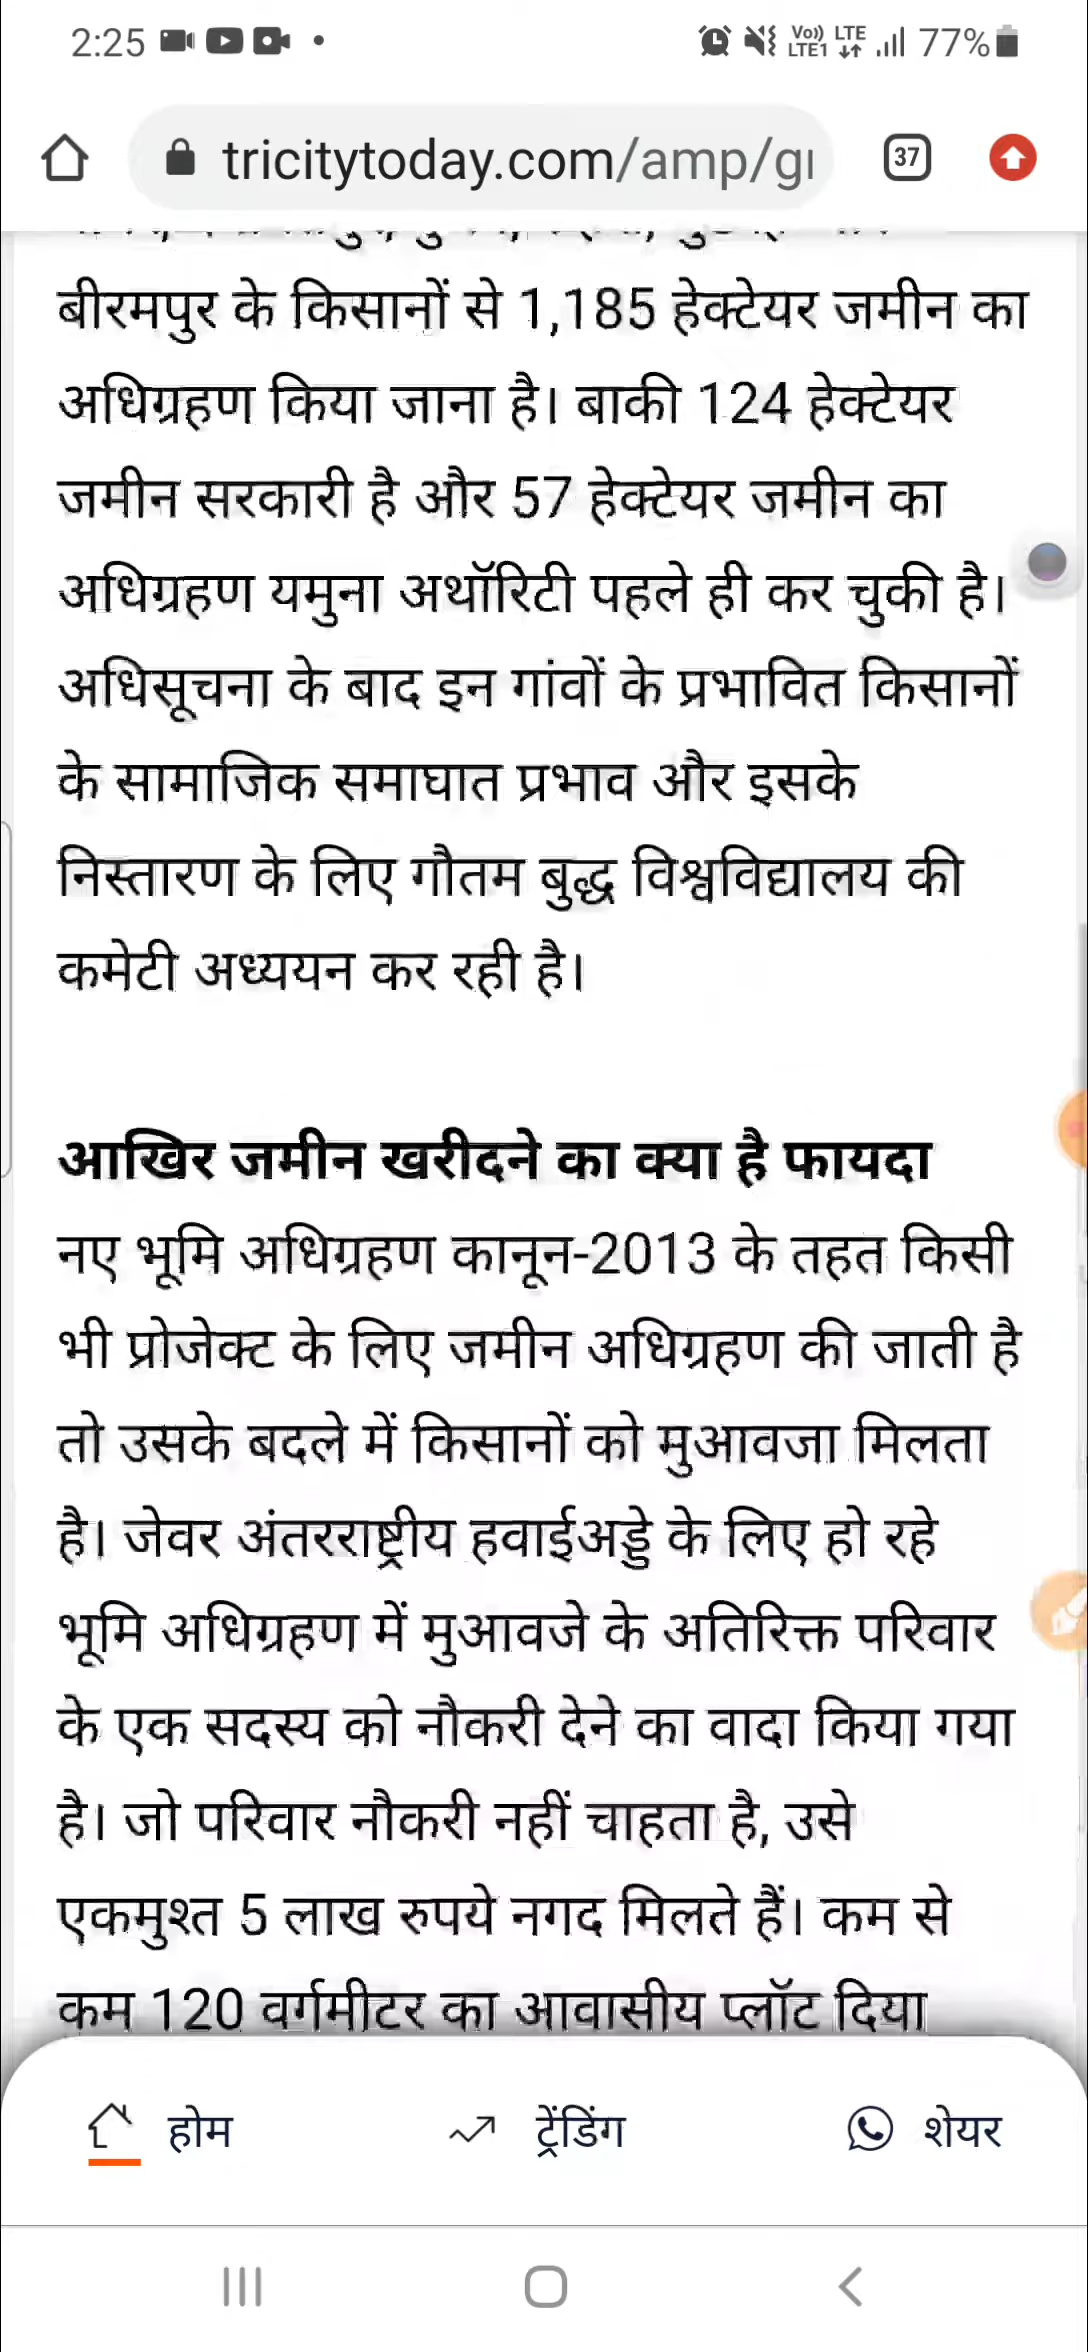 2:25
Vo)) LTE
LTE1
77%
tricitytoday.com/amp/gr
37
बीरमपुर के किसानों से 1,185 हेक्टेयर जमीन का
अधिग्रहण किया जाना है। बाकी 124 हेक्टेयर
जमीन सरकारी है और 57 हेक्टेयर जमीन का
अधिग्रहण यमुना अथॉरिटी पहले ही कर चुकी है।
अधिसूचना के बाद इन गांवों के प्रभावित किसानों
के सामाजिक समाघात प्रभाव और इसके
निस्तारण के लिए गौतम बुद्ध विश्वविद्यालय की
कमेटी अध्ययन कर रही है।
आखिर जमीन खरीदने का क्या है फायदा
नए भूमि अधिग्रहण कानून-2013 के तहत किसी
भी प्रोजेक्ट के लिए जमीन अधिग्रहण की जाती है
तो उसके बदले में किसानों को मुआवजा मिलता
है। जेवर अंतरराष्ट्रीय हवाईअड्डे के लिए हो रहे
भूमि अधिग्रहण में मुआवजे के अतिरिक्त परिवार
के एक सदस्य को नौकरी देने का वादा किया गया
है। जो परिवार नौकरी नहीं चाहता है, उसे
एकमुश्त 5 लाख रुपये नगद मिलते हैं। कम से
कम 120 वर्गमीटर का आवासीय प्लॉट दिया
होम
ट्रेंडिंग
शेयर